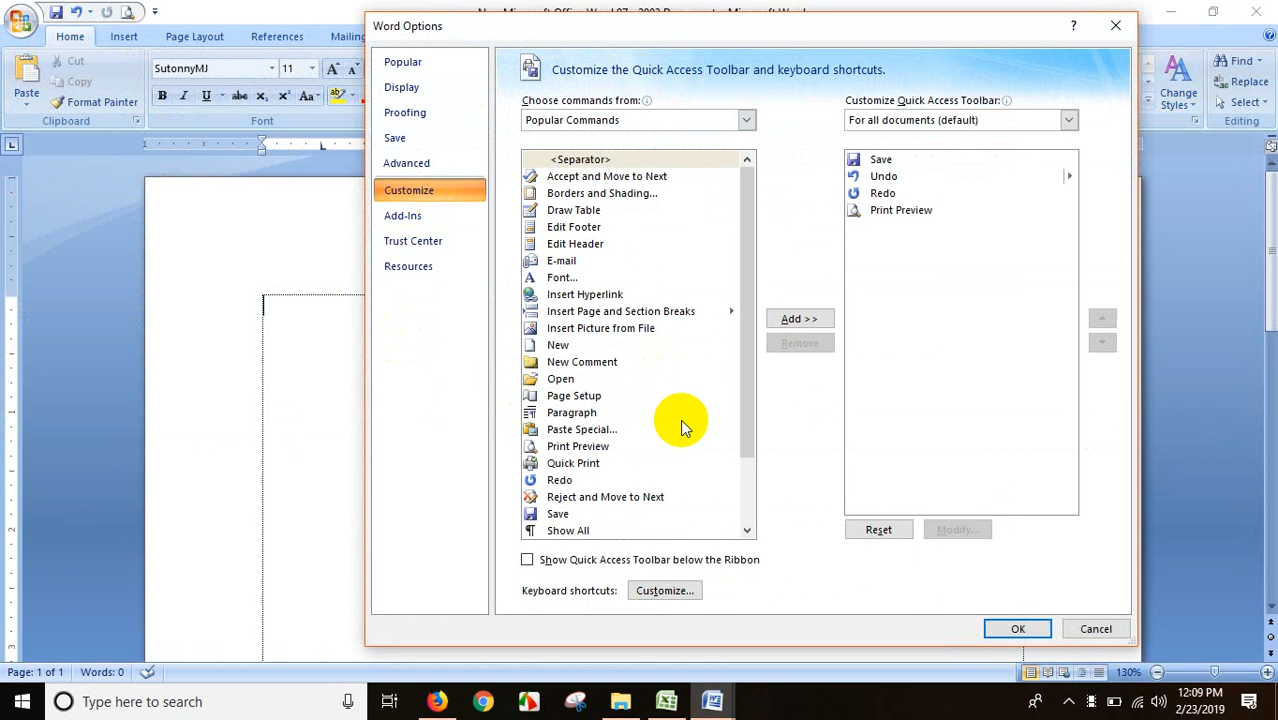 Word Options
Home
Insert
Page Layout
References
Mailin
Paste
Cut
Copy
Format Painter
Clipboard
SutonnyMJ
11
Font
Change
Styles
Find
Replace
Select
Editing
Popular
Display
Proofing
Save
Advanced
Customize
Add-Ins
Trust Center
Resources
Customize the Quick Access Toolbar and keyboard shortcuts.
Choose commands from:
Popular Commands
Customize Quick Access Toolbar:
For all documents (default)
<Separator>
Accept and Move to Next
Borders and Shading...
Draw Table
Edit Footer
Edit Header
E-mail
Font...
Insert Hyperlink
Insert Page and Section Breaks
Insert Picture from File
New
New Comment
Open
Page Setup
Paragraph
Paste Special...
Print Preview
Quick Print
Redo
Reject and Move to Next
Save
Show All
Add >>
Remove
Save
Undo
Redo
Print Preview
Reset
Modify...
Show Quick Access Toolbar below the Ribbon
Keyboard shortcuts:
Customize...
OK
Cancel
Page: 1 of 1
Words: 0
130%
Type here to search
12:09 PM
2/23/2019